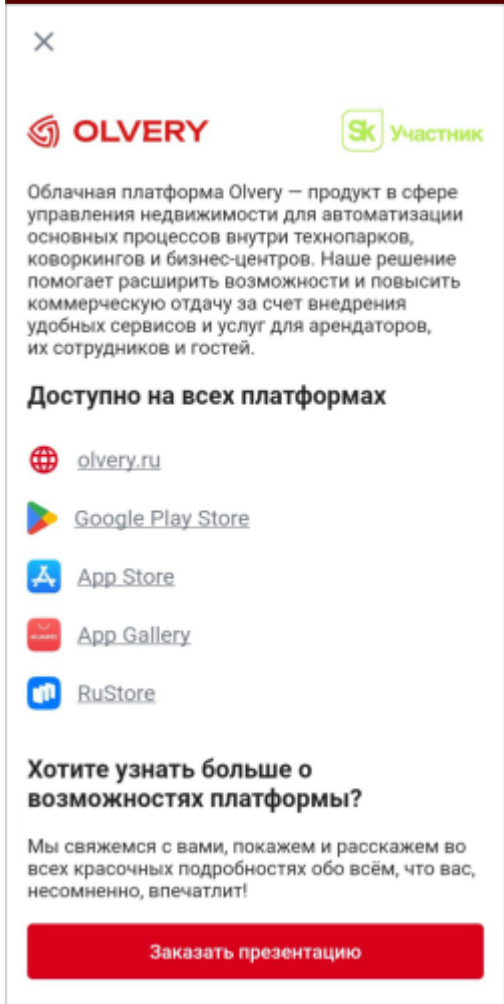 OLVERY
Sk Участник
Облачная платформа Olvery — продукт в сфере
управления недвижимости для автоматизации
основных процессов внутри технопарков,
коворкингов и бизнес-центров. Наше решение
помогает расширить возможности и повысить
коммерческую отдачу за счет внедрения
удобных сервисов и услуг для арендаторов,
их сотрудников и гостей.
Доступно на всех платформах
olvery.ru
Google Play Store
App Store
HUAWEI
App Gallery
RuStore
Хотите узнать больше о
возможностях платформы?
Мы свяжемся с вами, покажем и расскажем во
всех красочных подробностях обо всём, что вас,
несомненно, впечатлит!
Заказать презентацию